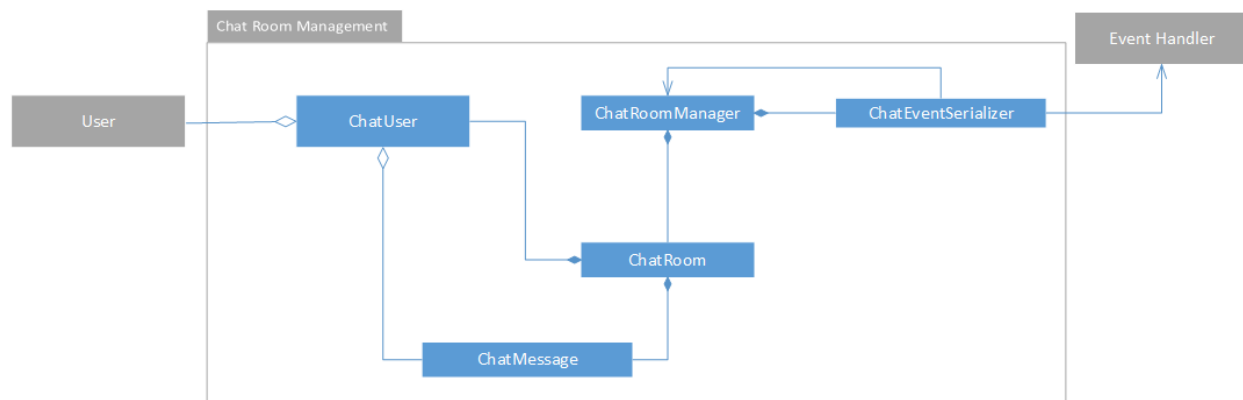 Chat Room Management
Event Handler
User
ChatUser
ChatRoomManager
ChatEventSerializer
ChatRoom
ChatMessage